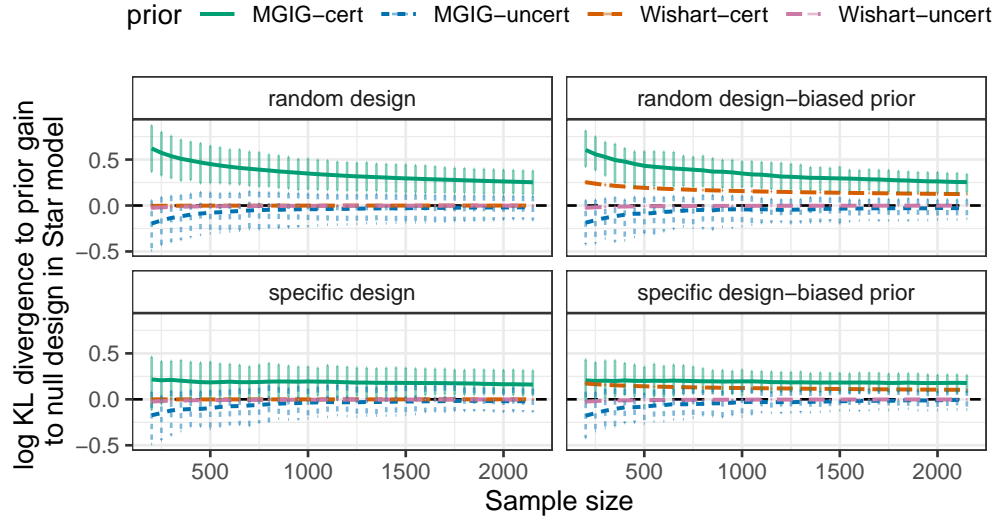 prior MGIG−cert MGIG−uncert Wishart−cert Wishart−uncert
log KL divergence to prior gain
to null design in Star model
random design
random design−biased prior
0.5
0.0
−0.5
specific design
specific design−biased prior
0.5
0.0
−0.5
500 1000 1500 2000
500 1000 1500 2000
Sample size